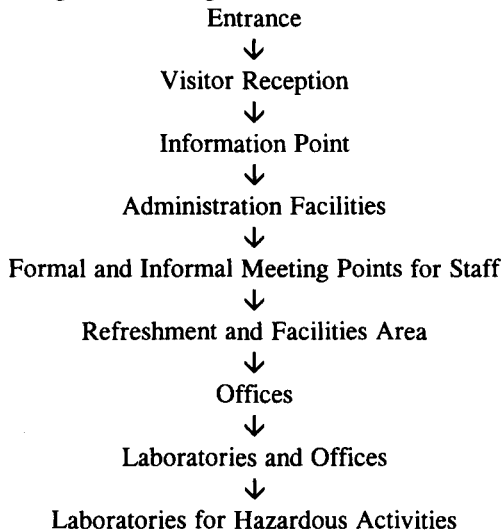 Entrance
↓
Visitor Reception
↓
Information Point
↓
Administration Facilities
↓
Formal and Informal Meeting Points for Staff
↓
Refreshment and Facilities Area
↓
Offices
↓
Laboratories and Offices
↓
Laboratories for Hazardous Activities